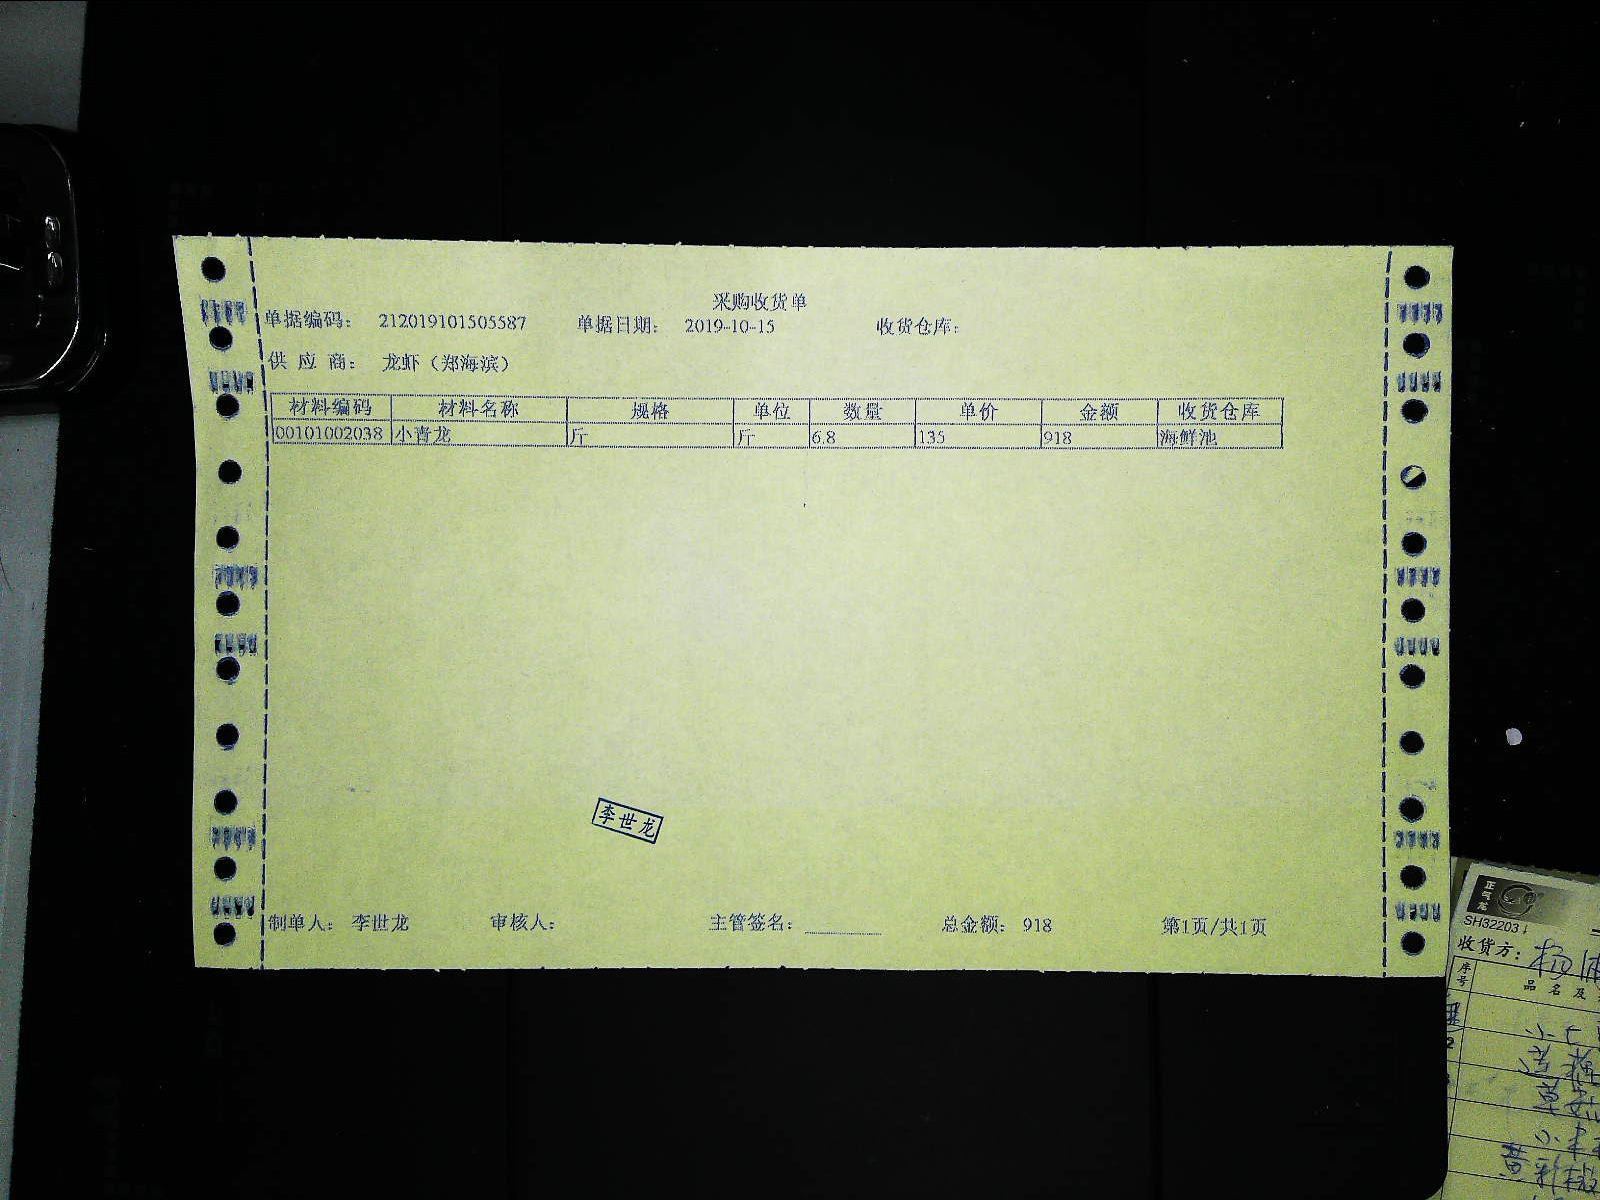 采购收货单
单据编码： 212019101505587 单据日期： 2019-10-15 收货仓库：
供应商： 龙虾（郑海滨）
材料编码 材料名称 规格 单位 数量 单价 金额 收货仓库
00101002038 小青龙 斤 斤 6.8 135 918 海鲜池
李世龙
制单人： 李世龙 审核人： 主管签名： 总金额： 918 第1页/共1页
正气龙
SH32203
收货方：
序号 品名及